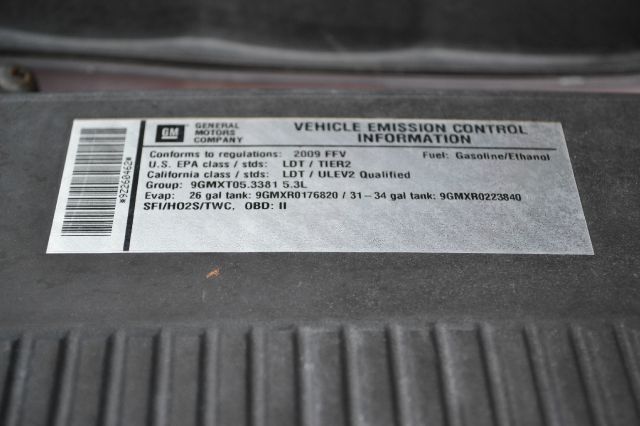 *9Z260462*
GM
GENERAL
MOTORS
COMPANY
VEHICLE EMISSION CONTROL
INFORMATION
Conforms to regulations: 2009 FFV Fuel: Gasoline/Ethanol
U.S. EPA class / stds: LDT / TIER2
California class / stds: LDT / ULEV2 Qualified
Group: 9GMXT05.3381 5.3L
Evap: 26 gal tank: 9GMXR0176820 / 31-34 gal tank: 9GMXR0223840
SFI/HO2S/TWC, OBD: II